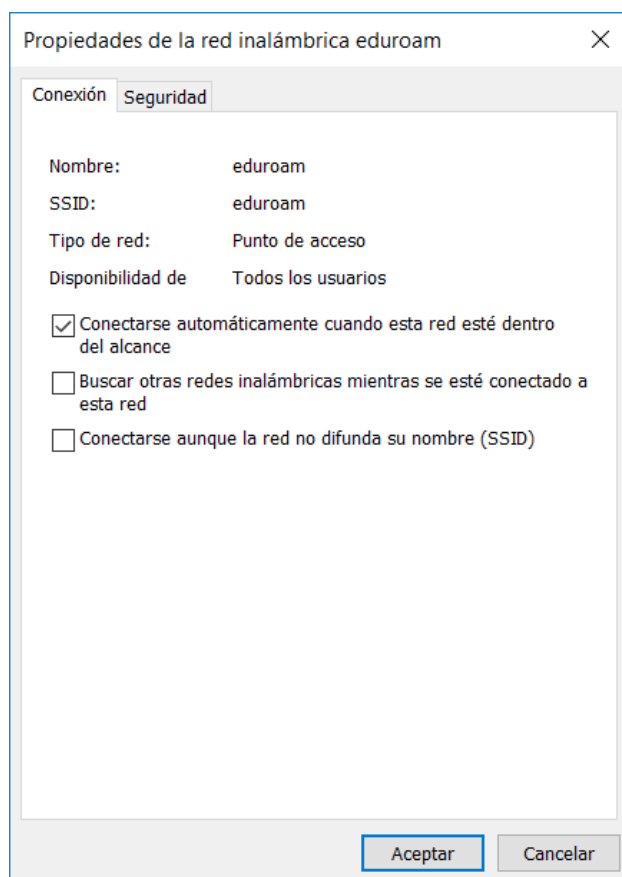 Propiedades de la red inalámbrica eduroam
Conexión Seguridad
Nombre: eduroam
SSID: eduroam
Tipo de red: Punto de acceso
Disponibilidad de Todos los usuarios
Conectarse automáticamente cuando esta red esté dentro
del alcance
Buscar otras redes inalámbricas mientras se esté conectado a
esta red
Conectarse aunque la red no difunda su nombre (SSID)
Aceptar Cancelar